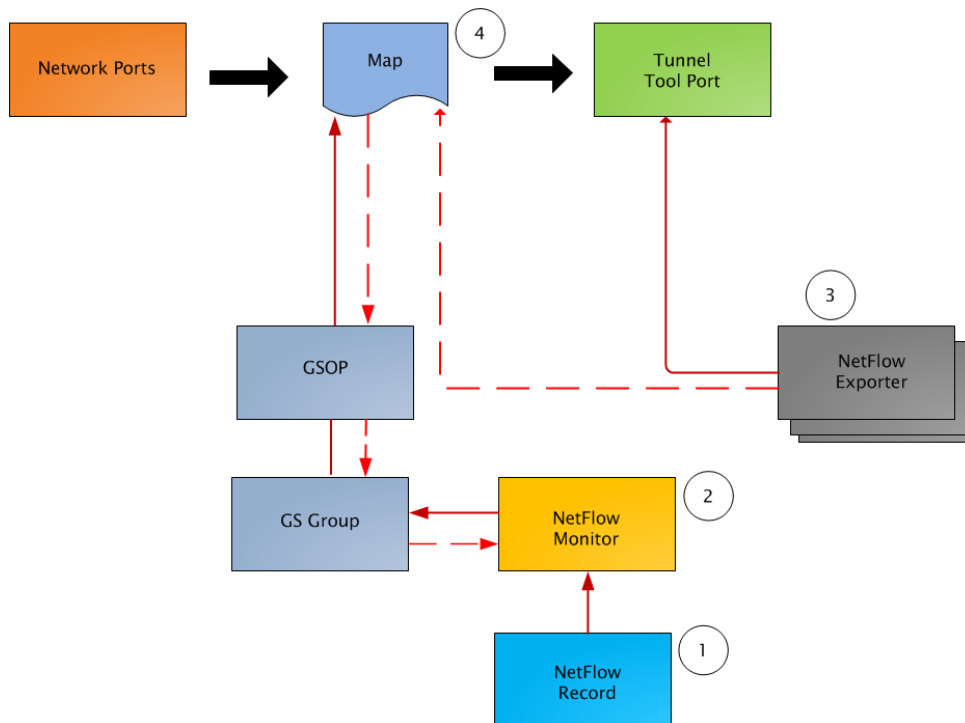 Network Ports
Map
4
Tunnel
Tool Port
3
NetFlow
Exporter
GSOP
GS Group
NetFlow
Monitor
2
NetFlow
Record
1